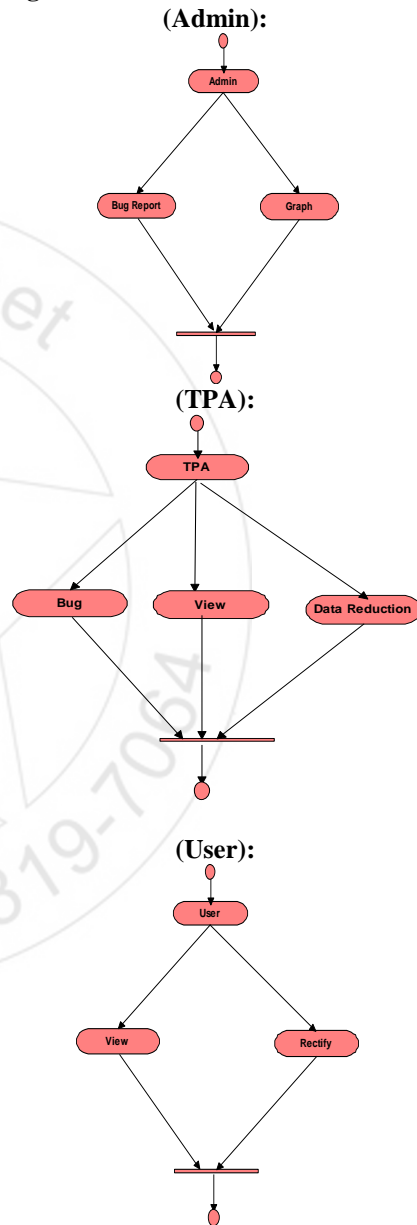 (Admin):
Admin
Bug Report Graph
(TPA):
TPA
Bug View Data Reduction
(User):
User
View Rectify